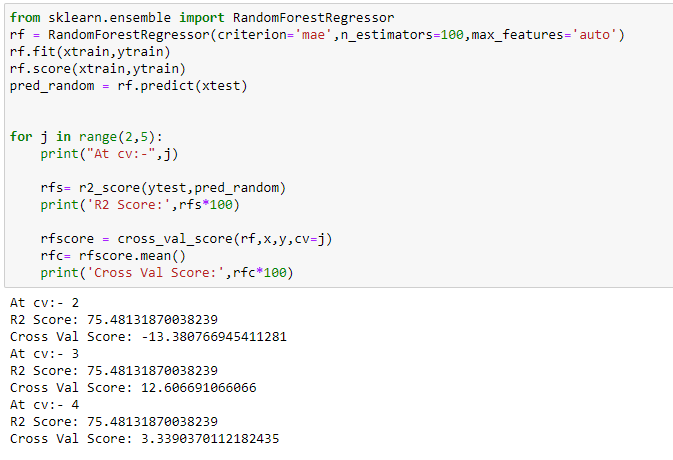 from sklearn.ensemble import RandomForestRegressor
rf = RandomForestRegressor(criterion='mae',n_estimators=100,max_features='auto')
rf.fit(xtrain,ytrain)
rf.score(xtrain,ytrain)
pred_random = rf.predict(xtest)
for j in range(2,5):
    print("At cv:-",j)
    rfs= r2_score(ytest,pred_random)
    print('R2 Score:',rfs*100)
    rfscore = cross_val_score(rf,x,y,cv=j)
    rfc= rfscore.mean()
    print('Cross Val Score:',rfc*100)
At cv:- 2
R2 Score: 75.48131870038239
Cross Val Score: -13.380766945411281
At cv:- 3
R2 Score: 75.48131870038239
Cross Val Score: 12.606691066066
At cv:- 4
R2 Score: 75.48131870038239
Cross Val Score: 3.3390370112182435